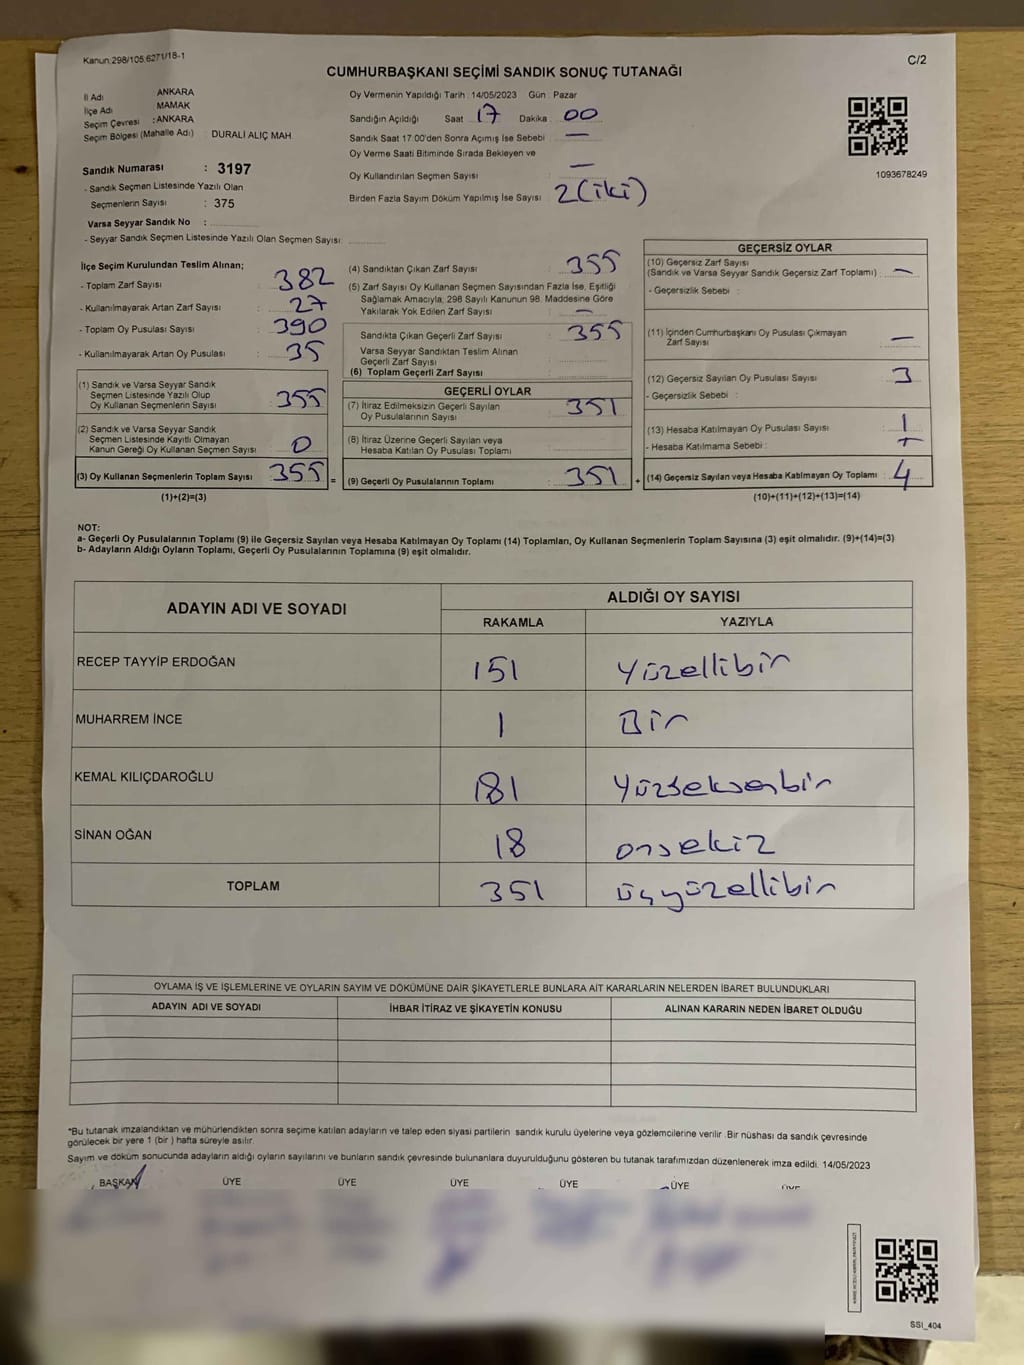 Kanun:298/105.6271/18-1
C/2
CUMHURBAŞKANI SEÇİMİ SANDIK SONUÇ TUTANAĞI
İl Adı ANKARA
İlçe Adı MAMAK
Seçim Çevresi : ANKARA
Seçim Bölgesi (Mahalle Adı) : DURALİ ALIÇ MAH.
Sandık Numarası : 3197
- Sandık Seçmen Listesinde Yazılı Olan
Seçmenlerin Sayısı : 375
Varsa Seyyar Sandık No :
- Seyyar Sandık Seçmen Listesinde Yazılı Olan Seçmen Sayısı:
Oy Vermenin Yapıldığı Tarih : 14/05/2023 Gün : Pazar
Sandığın Açıldığı Saat 17 Dakika 00
Sandık Saat 17:00'den Sonra Açımış İse Sebebi —
Oy Verme Saati Bitiminde Sırada Bekleyen ve
Oy Kullandırılan Seçmen Sayısı —
Birden Fazla Sayım Döküm Yapılmış İse Sayısı 2 (iki)
1093678249
İlçe Seçim Kurulundan Teslim Alınan;
- Toplam Zarf Sayısı : 382
- Kullanılmayarak Artan Zarf Sayısı : 27
- Toplam Oy Pusulası Sayısı : 390
- Kullanılmayarak Artan Oy Pusulası : 35
(1) Sandık ve Varsa Seyyar Sandık
Seçmen Listesinde Yazılı Olup
Oy Kullanan Seçmenlerin Sayısı : 355
(2) Sandık ve Varsa Seyyar Sandık
Seçmen Listesinde Kayıtlı Olmayan
Kanun Gereği Oy Kullanan Seçmen Sayısı : 0
(3) Oy Kullanan Seçmenlerin Toplam Sayısı : 355 =
(1)+(2)=(3)
(4) Sandıktan Çıkan Zarf Sayısı : 355
(5) Zarf Sayısı Oy Kullanan Seçmen Sayısından Fazla İse, Eşitliği
Sağlamak Amacıyla, 298 Sayılı Kanunun 98. Maddesine Göre
Yakılarak Yok Edilen Zarf Sayısı : —
Sandıkta Çıkan Geçerli Zarf Sayısı : 355
Varsa Seyyar Sandıktan Teslim Alınan
Geçerli Zarf Sayısı
(6) Toplam Geçerli Zarf Sayısı :
GEÇERLİ OYLAR
(7) İtiraz Edilmeksizin Geçerli Sayılan
Oy Pusulalarının Sayısı : 351
(8) İtiraz Üzerine Geçerli Sayılan veya
Hesaba Katılan Oy Pusulası Toplamı
(9) Geçerli Oy Pusulalarının Toplamı : 351 +
GEÇERSİZ OYLAR
(10) Geçersiz Zarf Sayısı
(Sandık ve Varsa Seyyar Sandık Geçersiz Zarf Toplamı) : —
- Geçersizlik Sebebi :
(11) İçinden Cumhurbaşkanı Oy Pusulası Çıkmayan
Zarf Sayısı : —
(12) Geçersiz Sayılan Oy Pusulası Sayısı : 3
- Geçersizlik Sebebi :
(13) Hesaba Katılmayan Oy Pusulası Sayısı : 1
- Hesaba Katılmama Sebebi :
(14) Geçersiz Sayılan veya Hesaba Katılmayan Oy Toplamı : 4
(10)+(11)+(12)+(13)=(14)
NOT:
a- Geçerli Oy Pusulalarının Toplamı (9) ile Geçersiz Sayılan veya Hesaba Katılmayan Oy Toplamı (14) Toplamları, Oy Kullanan Seçmenlerin Toplam Sayısına (3) eşit olmalıdır. (9)+(14)=(3)
b- Adayların Aldığı Oyların Toplamı, Geçerli Oy Pusulalarının Toplamına (9) eşit olmalıdır.
ADAYIN ADI VE SOYADI ALDIĞI OY SAYISI
RAKAMLA YAZIYLA
RECEP TAYYİP ERDOĞAN 151 Yüzellibir
MUHARREM İNCE 1 Bir
KEMAL KILIÇDAROĞLU 181 Yüzseksenbir
SİNAN OĞAN 18 onsekiz
TOPLAM 351 üçyüzellibir
OYLAMA İŞ VE İŞLEMLERİNE VE OYLARIN SAYIM VE DÖKÜMÜNE DAİR ŞİKAYETLERLE BUNLARA AİT KARARLARIN NELERDEN İBARET BULUNDUKLARI
ADAYIN ADI VE SOYADI İHBAR İTİRAZ VE ŞİKAYETİN KONUSU ALINAN KARARIN NEDEN İBARET OLDUĞU
*Bu tutanak imzalandıktan ve mühürlendikten sonra seçime katılan adayların ve talep eden siyasi partilerin sandık kurulu üyelerine veya gözlemcilerine verilir. Bir nüshası da sandık çevresinde
görülecek bir yere 1 (bir) hafta süreyle asılır.
Sayım ve döküm sonucunda adayların aldığı oyların sayılarını ve bunların sandık çevresinde bulunanlara duyurulduğunu gösteren bu tutanak tarafımızdan düzenlenerek imza edildi. 14/05/2023
BAŞKAN ÜYE ÜYE ÜYE ÜYE ÜYE
SSI_404